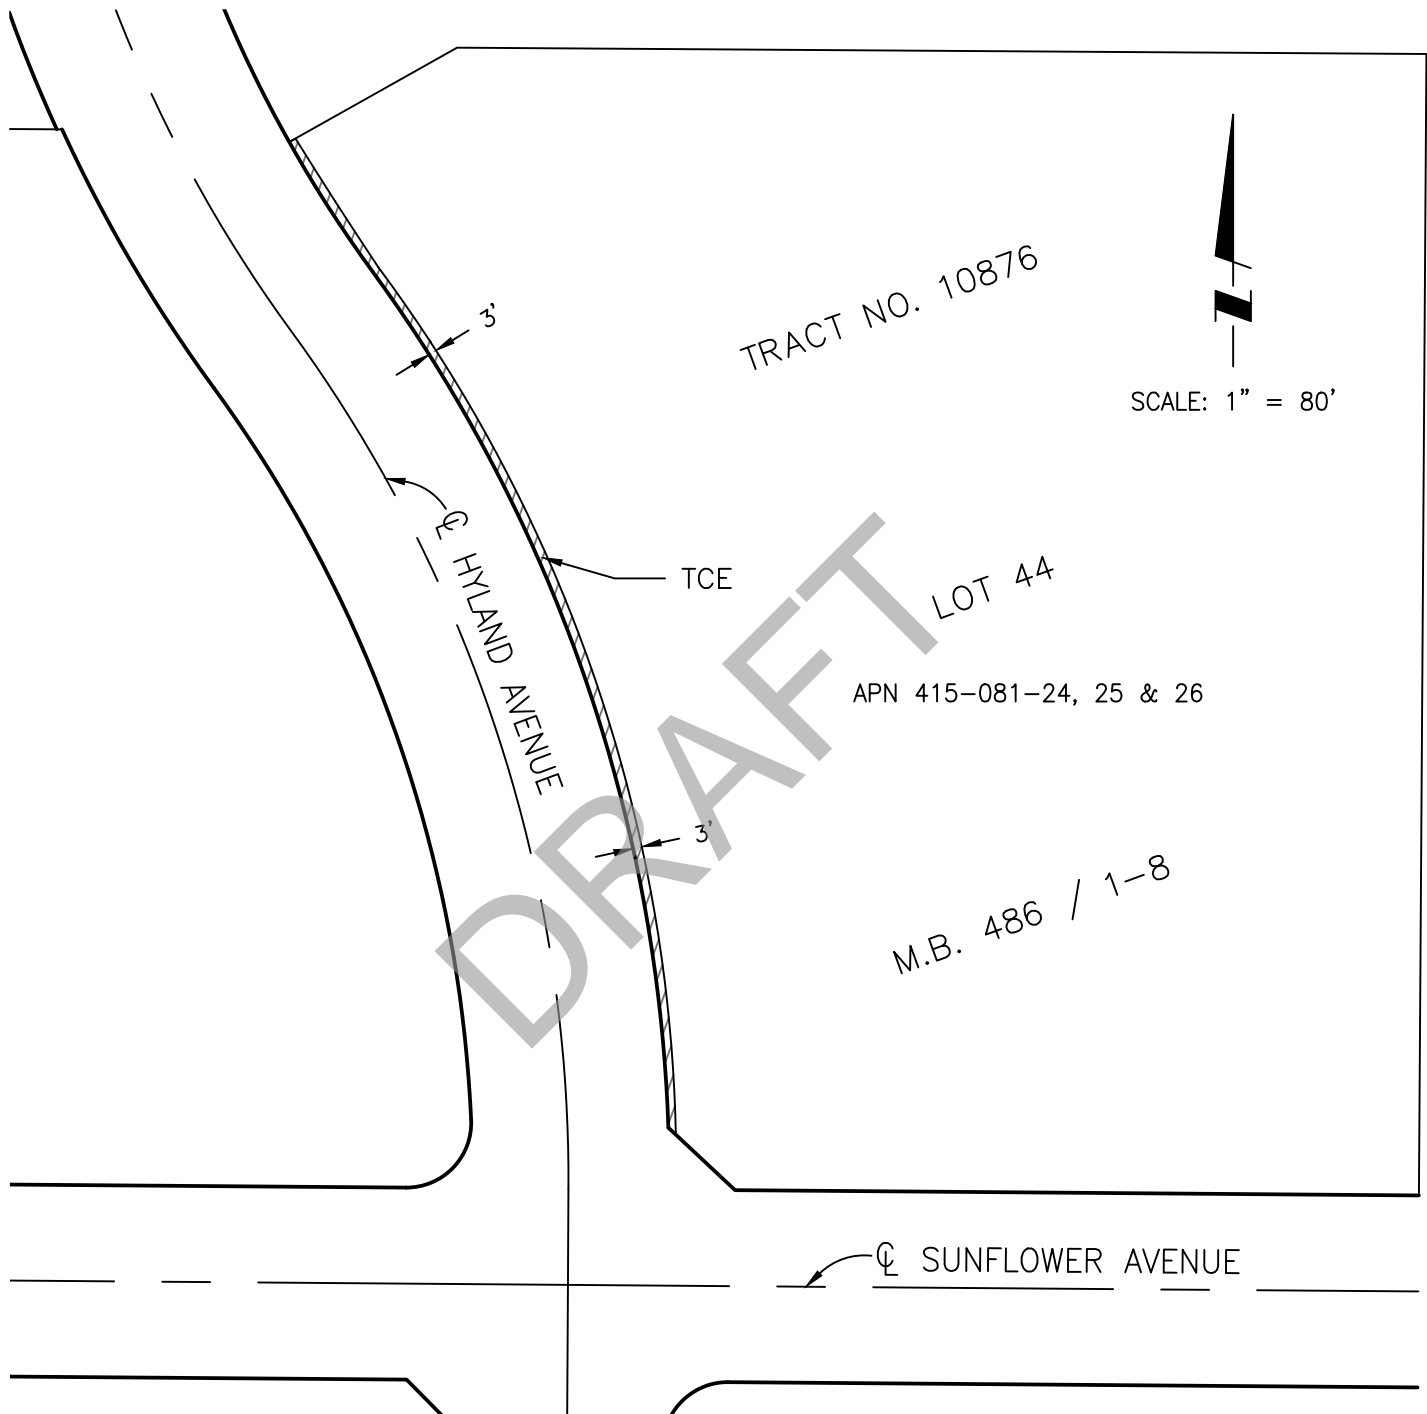 3'
TRACT NO. 10876
SCALE: 1" = 80'
℄ HYLAND AVENUE
TCE
LOT 44
APN 415-081-24, 25 & 26
DRAFT
3'
M.B. 486 / 1-8
℄ SUNFLOWER AVENUE